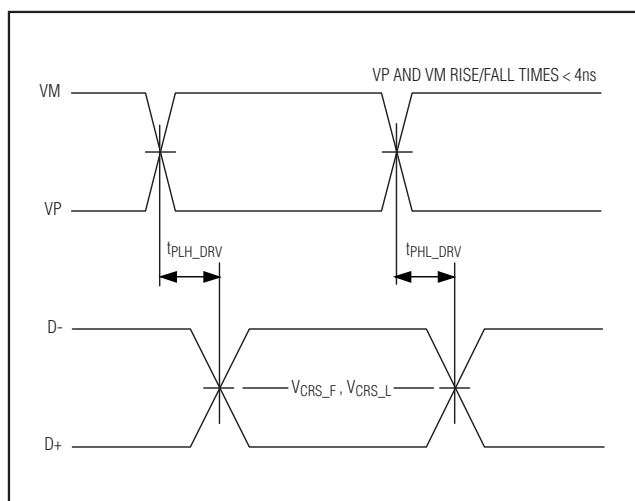 VP AND VM RISE/FALL TIMES < 4ns
VM
VP
tPLH_DRV
tPHL_DRV
D-
VCRS_F , VCRS_L
D+